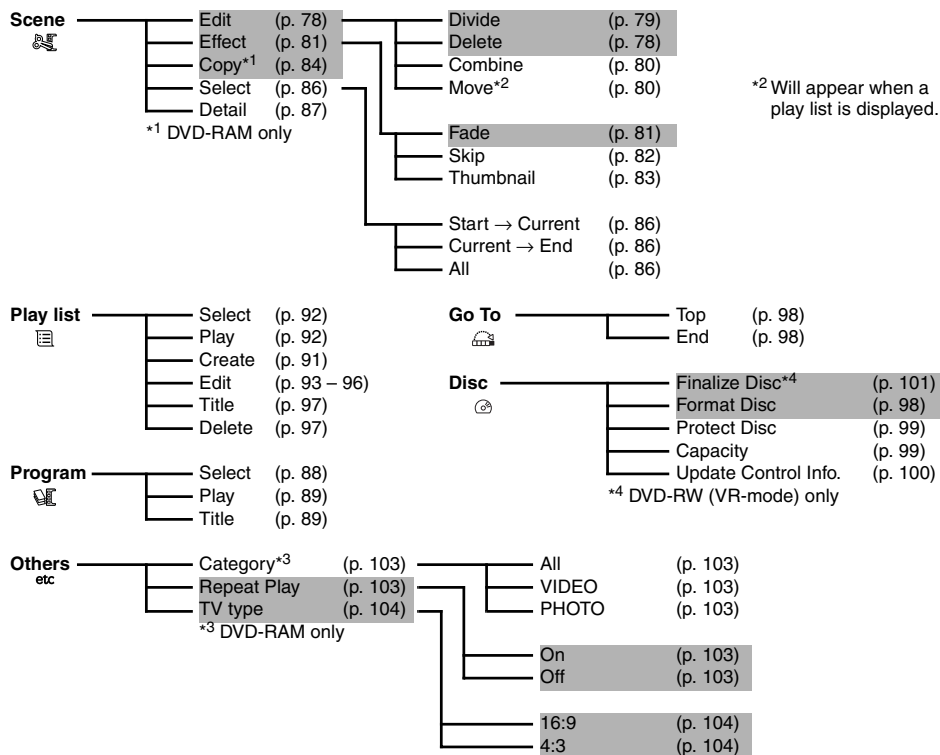 Scene
Edit (p. 78)
Effect (p. 81)
Copy*1 (p. 84)
Select (p. 86)
Detail (p. 87)
*1 DVD-RAM only
Divide (p. 79)
Delete (p. 78)
Combine (p. 80)
Move*2 (p. 80)
*2 Will appear when a
play list is displayed.
Fade (p. 81)
Skip (p. 82)
Thumbnail (p. 83)
Start → Current (p. 86)
Current → End (p. 86)
All (p. 86)
Play list
Select (p. 92)
Play (p. 92)
Create (p. 91)
Edit (p. 93 – 96)
Title (p. 97)
Delete (p. 97)
Go To
Top (p. 98)
End (p. 98)
Disc
Finalize Disc*4 (p. 101)
Format Disc (p. 98)
Protect Disc (p. 99)
Capacity (p. 99)
Update Control Info. (p. 100)
*4 DVD-RW (VR-mode) only
Program
Select (p. 88)
Play (p. 89)
Title (p. 89)
Others
etc
Category*3 (p. 103)
Repeat Play (p. 103)
TV type (p. 104)
*3 DVD-RAM only
All (p. 103)
VIDEO (p. 103)
PHOTO (p. 103)
On (p. 103)
Off (p. 103)
16:9 (p. 104)
4:3 (p. 104)